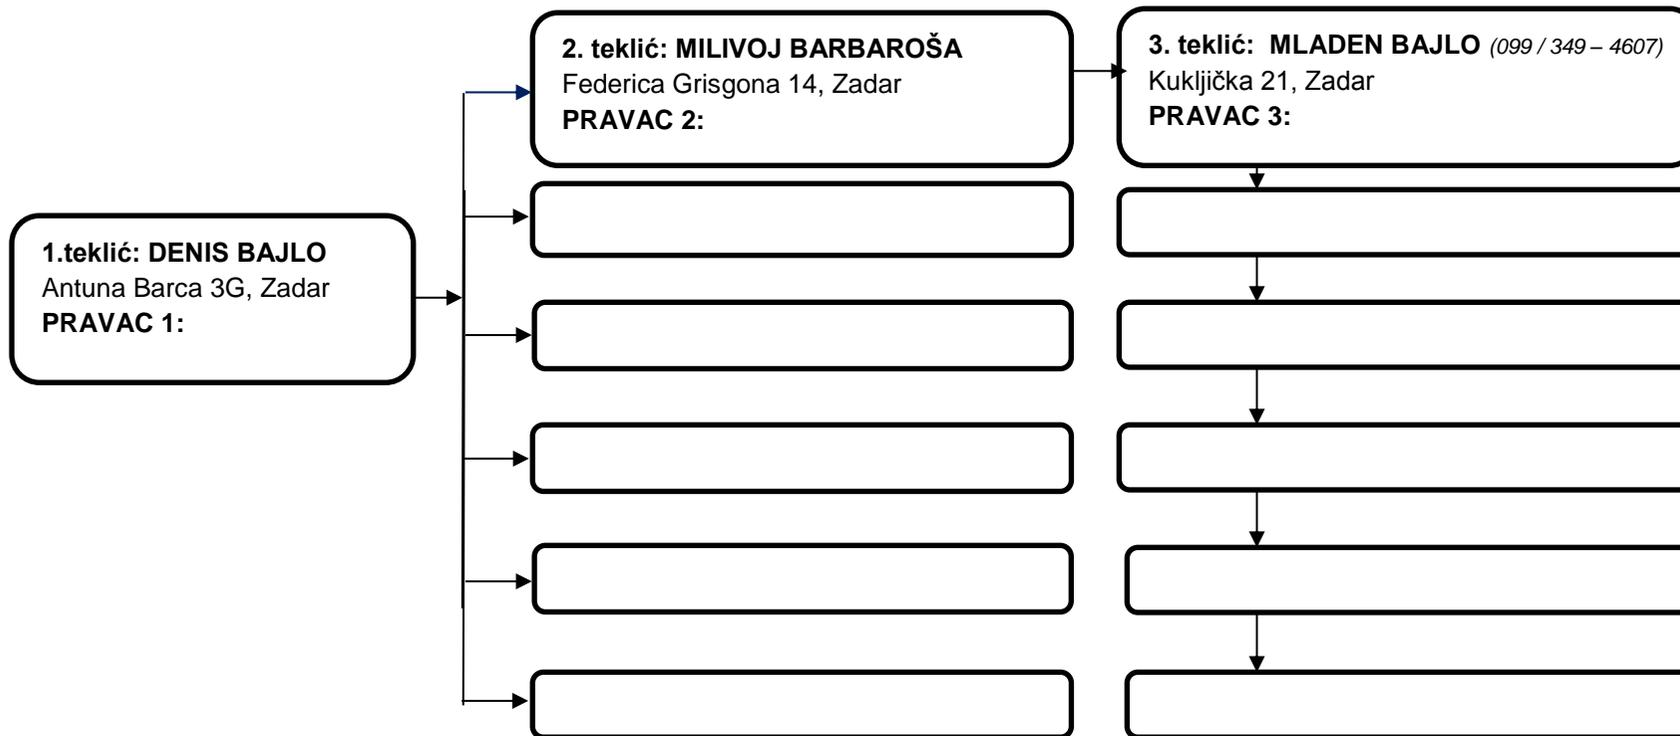 2. teklić: MILIVOJ BARBAROŠA
Federica Grisgona 14, Zadar
PRAVAC 2:
3. teklić: MLADEN BAJLO (099 / 349 – 4607)
Kukljička 21, Zadar
PRAVAC 3:
1.teklić: DENIS BAJLO
Antuna Barca 3G, Zadar
PRAVAC 1: